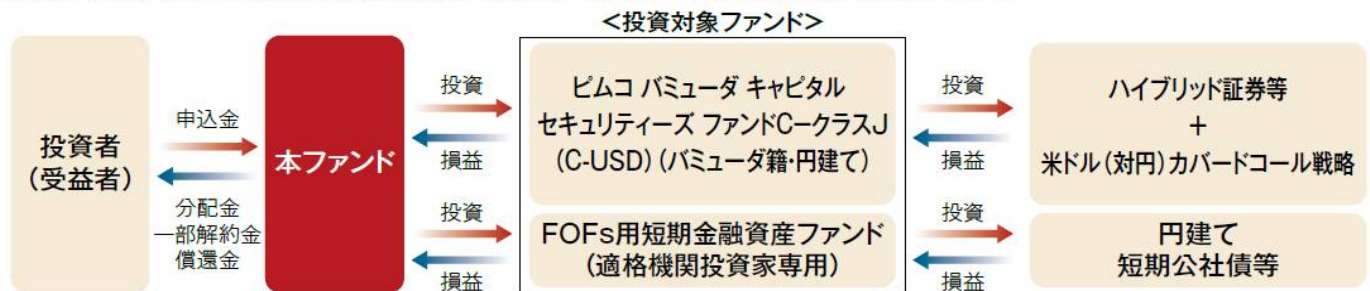 <投資対象ファンド>
投資者
(受益者)
申込金
分配金
一部解約金
償還金
本ファンド
投資
損益
投資
損益
ピムコ バミューダ キャピタル
セキュリティーズ ファンドC－クラスJ
(C-USD)(バミューダ籍・円建て)
FOFs用短期金融資産ファンド
(適格機関投資家専用)
投資
損益
投資
損益
ハイブリッド証券等
+
米ドル(対円)カバードコール戦略
円建て
短期公社債等